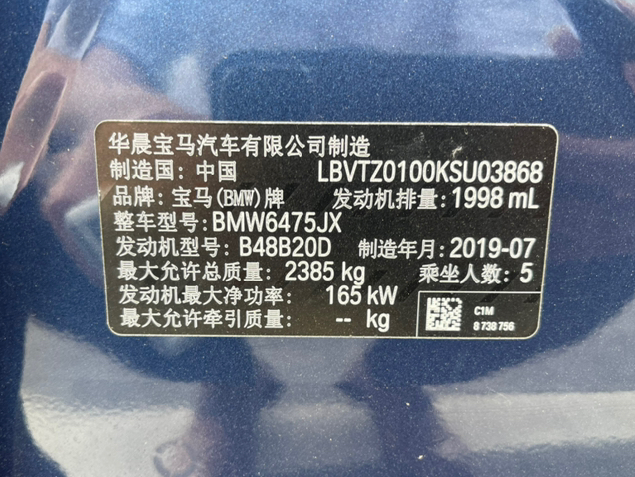 华晨宝马汽车有限公司制造
制造国: 中国 LBVTZ0100KSU03868
品牌: 宝马(BMW)牌 发动机排量: 1998 mL
整车型号: BMW6475JX
发动机型号: B48B20D 制造年月: 2019-07
最大允许总质量: 2385 kg 乘坐人数: 5
发动机最大净功率: 165 kW
最大允许牵引质量: -- kg
C1M
8 738 756